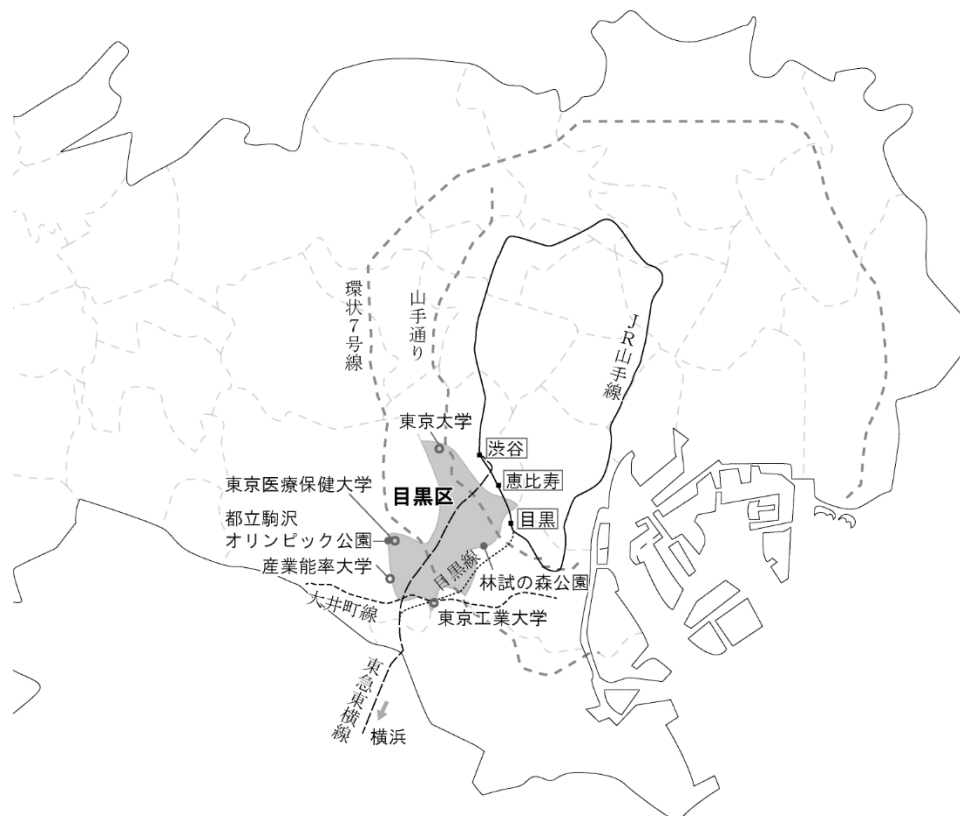 環状7号線
山手通り
JR山手線
東京大学
渋谷
恵比寿
目黒
東京医療保健大学
目黒区
都立駒沢
オリンピック公園
産業能率大学
目黒線
林試の森公園
大井町線
東京工業大学
東急東横線
横浜